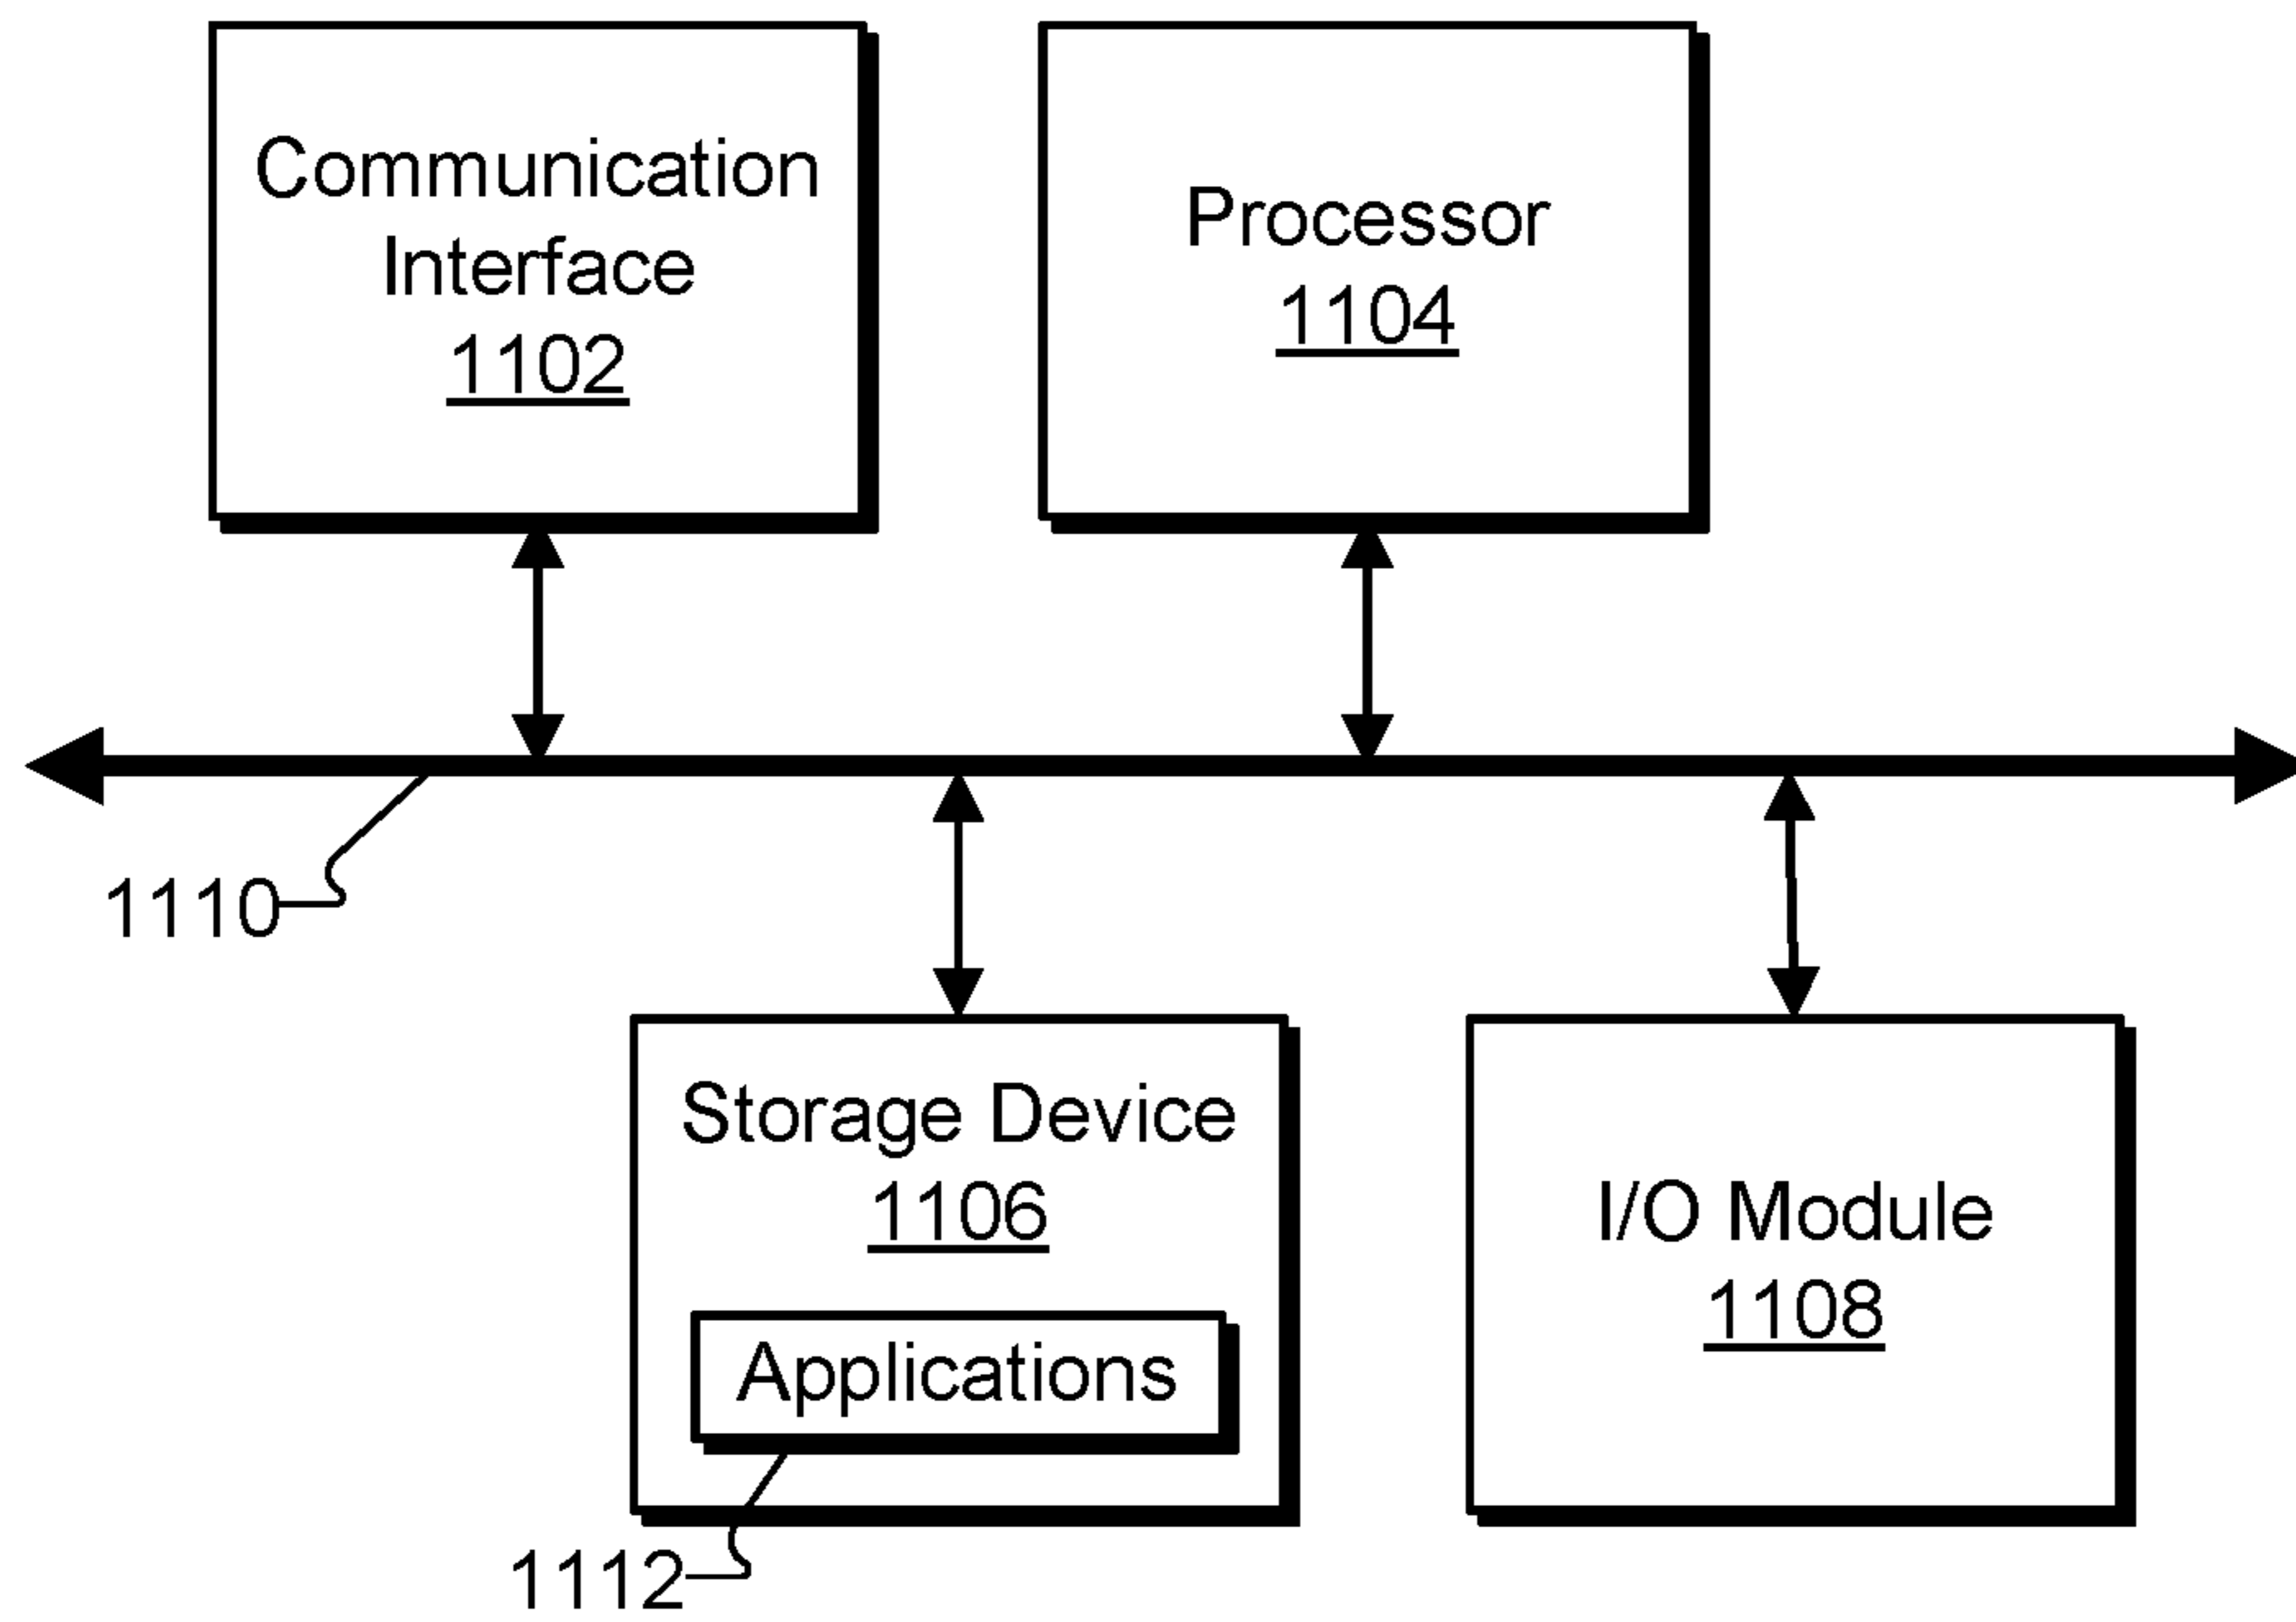 Communication
Interface
1102
Processor
1104
1110
Storage Device
1106
Applications
1112
I/O Module
1108